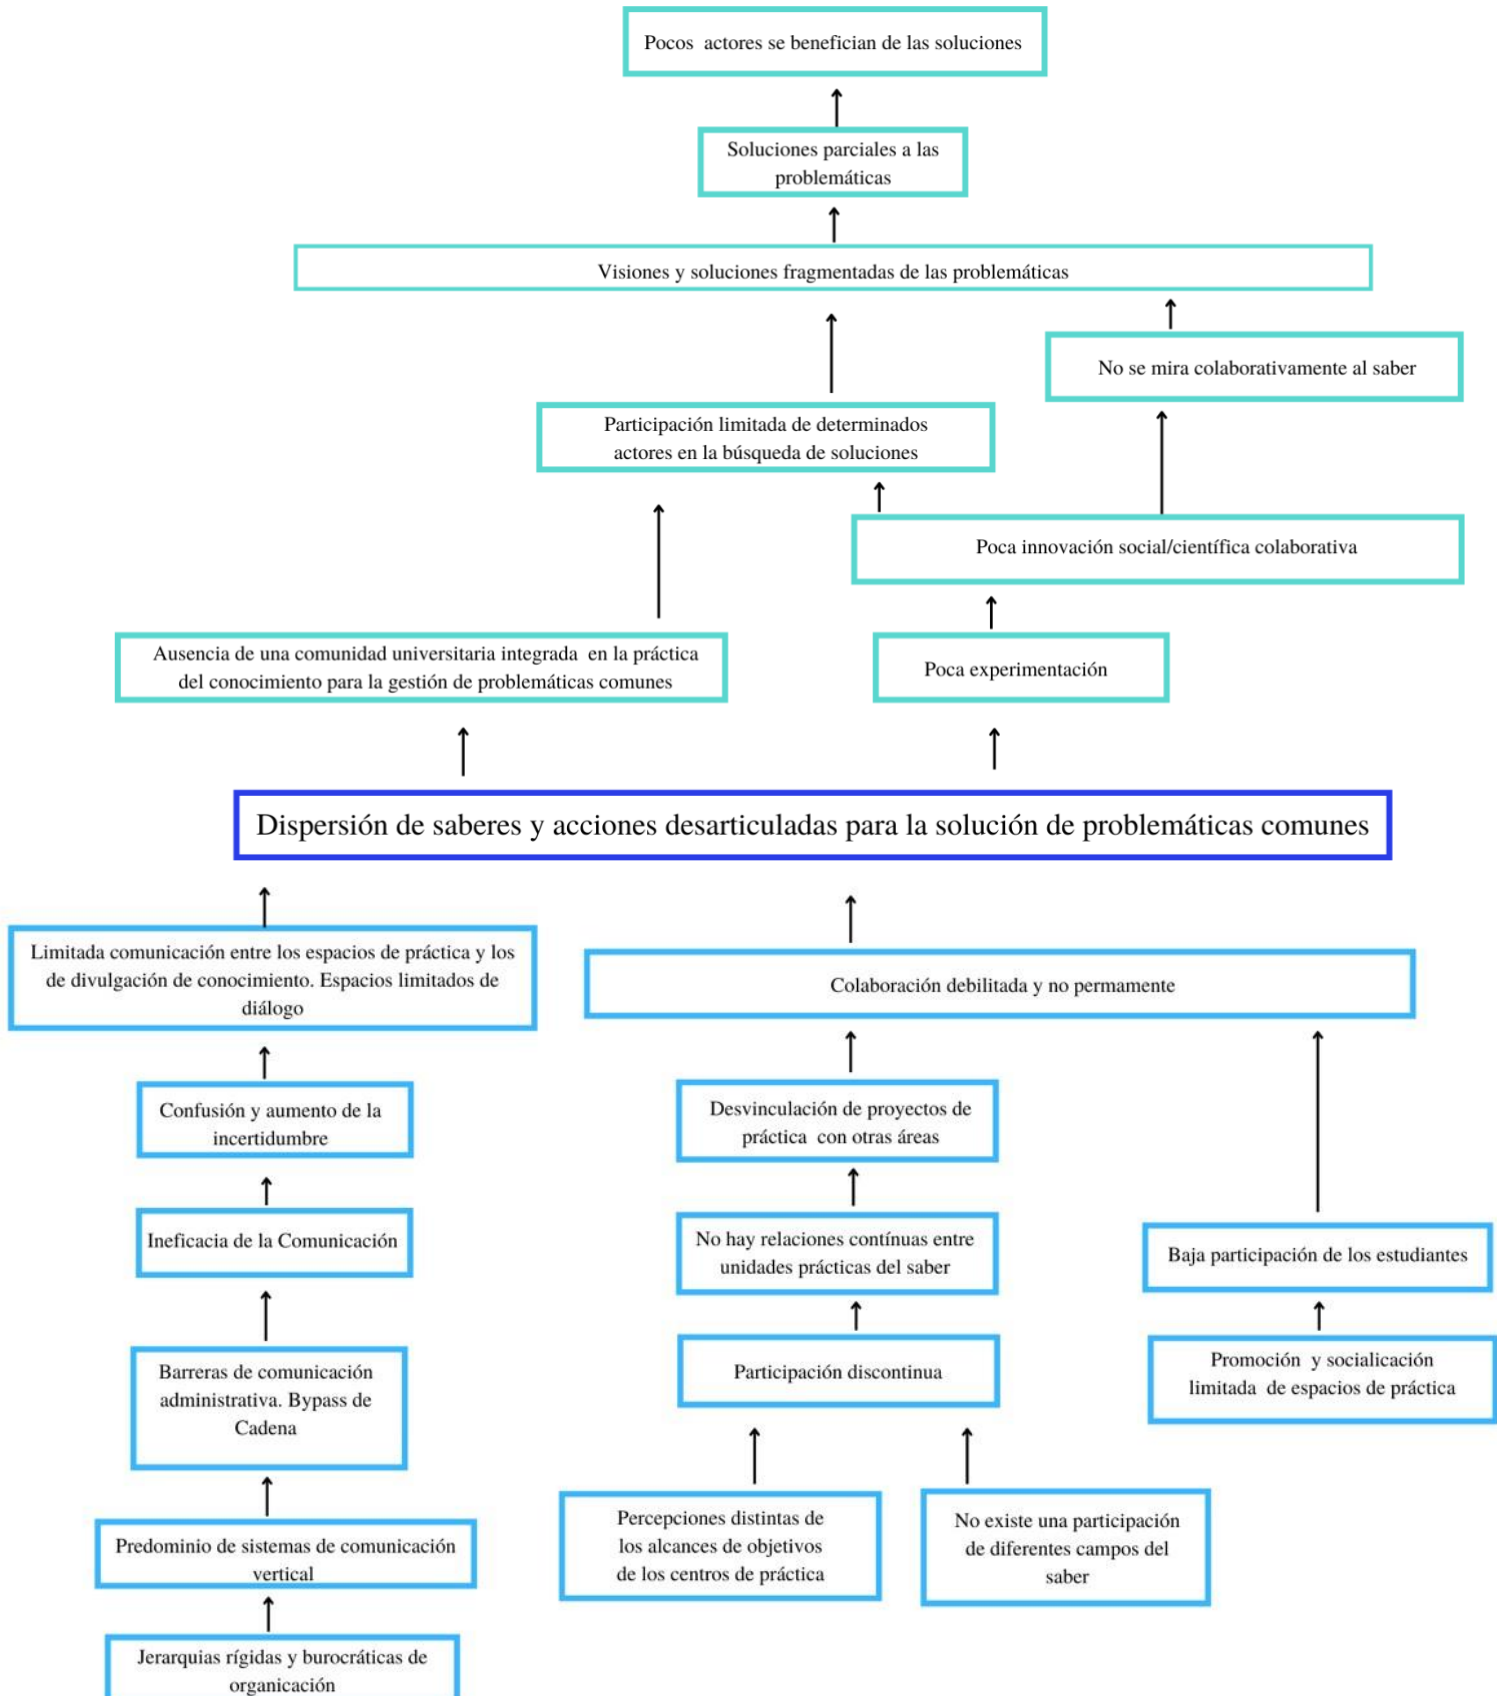 Pocos actores se benefician de las soluciones
Soluciones parciales a las
problemáticas
Visiones y soluciones fragmentadas de las problemáticas
No se mira colaborativamente al saber
Participación limitada de determinados
actores en la búsqueda de soluciones
Poca innovación social/científica colaborativa
Ausencia de una comunidad universitaria integrada en la práctica
del conocimiento para la gestión de problemáticas comunes
Poca experimentación
Dispersión de saberes y acciones desarticuladas para la solución de problemáticas comunes
Limitada comunicación entre los espacios de práctica y los
de divulgación de conocimiento. Espacios limitados de
diálogo
Colaboración debilitada y no permamente
Confusión y aumento de la
incertidumbre
Desvinculación de proyectos de
práctica con otras áreas
Ineficacia de la Comunicación
No hay relaciones contínuas entre
unidades prácticas del saber
Baja participación de los estudiantes
Barreras de comunicación
administrativa. Bypass de
Cadena
Participación discontinua
Promoción y socialicación
limitada de espacios de práctica
Predominio de sistemas de comunicación
vertical
Percepciones distintas de
los alcances de objetivos
de los centros de práctica
No existe una participación
de diferentes campos del
saber
Jerarquias rígidas y burocráticas de
organicación